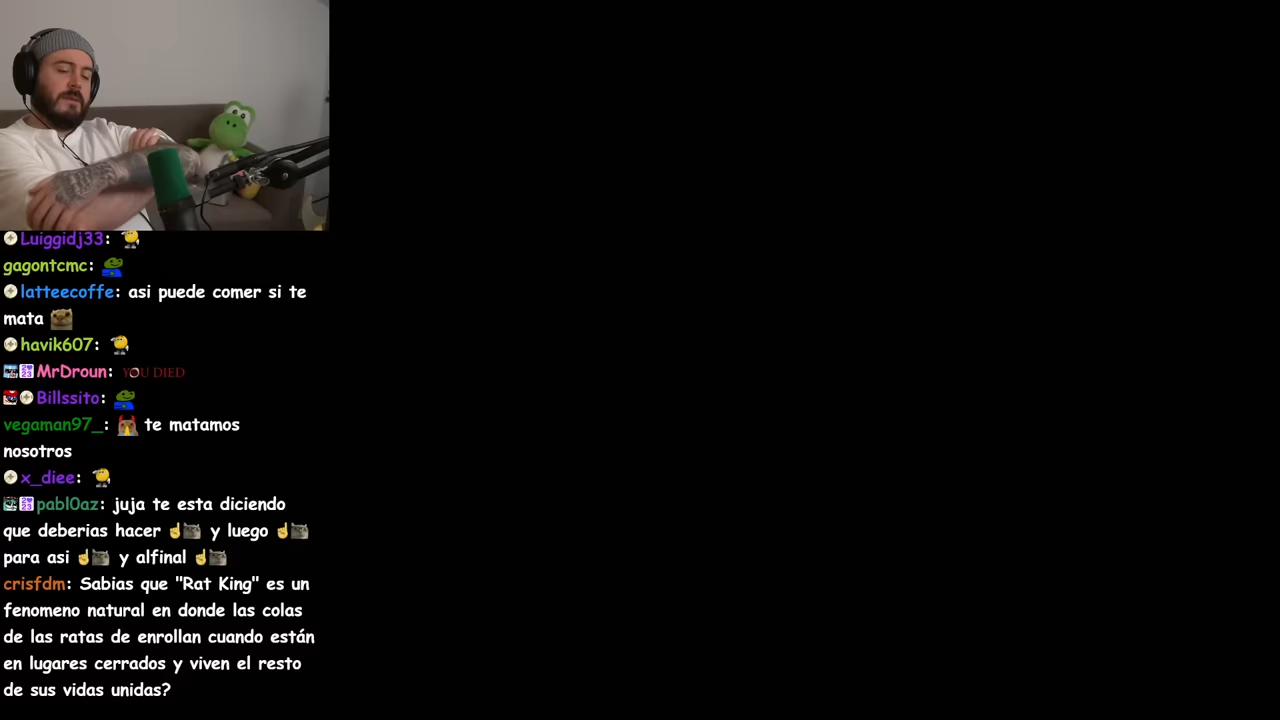 Luiggidj33:
gagontcmc:
latteecoffe: asi puede comer si te
mata
havik607:
MrDroun: YOU DIED
Billssito:
vegaman97_: te matamos
nosotros
x_diee:
pabl0az: juja te esta diciendo
que deberias hacer y luego
para asi y alfinal
crisfdm: Sabias que "Rat King" es un
fenomeno natural en donde las colas
de las ratas de enrollan cuando están
en lugares cerrados y viven el resto
de sus vidas unidas?